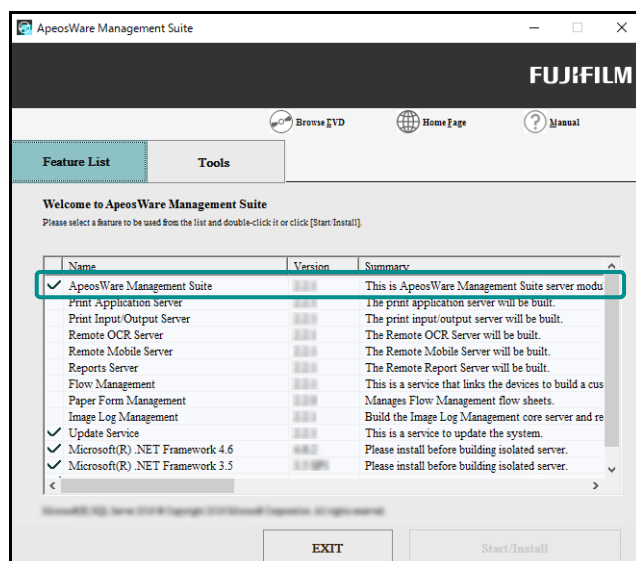 ApeosWare Management Suite
FUJIFILM
Browse DVD Home Page Manual
Feature List Tools
Welcome to ApeosWare Management Suite
Please select a feature to be used from the list and double-click it or click [Start/Install].
Name Version Summary
ApeosWare Management Suite This is ApeosWare Management Suite server modu
Print Application Server The print application server will be built.
Print Input/Output Server The print input/output server will be built.
Remote OCR Server The Remote OCR Server will be built.
Remote Mobile Server The Remote Mobile Server will be built.
Reports Server The Remote Report Server will be built.
Flow Management This is a service that links the devices to build a cus
Paper Form Management Manages Flow Management flow sheets.
Image Log Management Build the Image Log Management core server and re
Update Service This is a service to update the system.
Microsoft(R) .NET Framework 4.6 Please install before building isolated server.
Microsoft(R) .NET Framework 3.5 Please install before building isolated server.
EXIT Start/Install